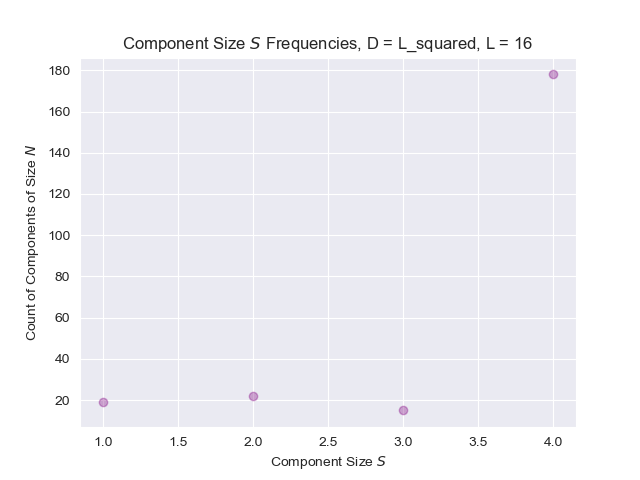 Component Size S Frequencies, D = L_squared, L = 16
Count of Components of Size N
180
160
140
120
100
80
60
40
20
1.0 1.5 2.0 2.5 3.0 3.5 4.0
Component Size S